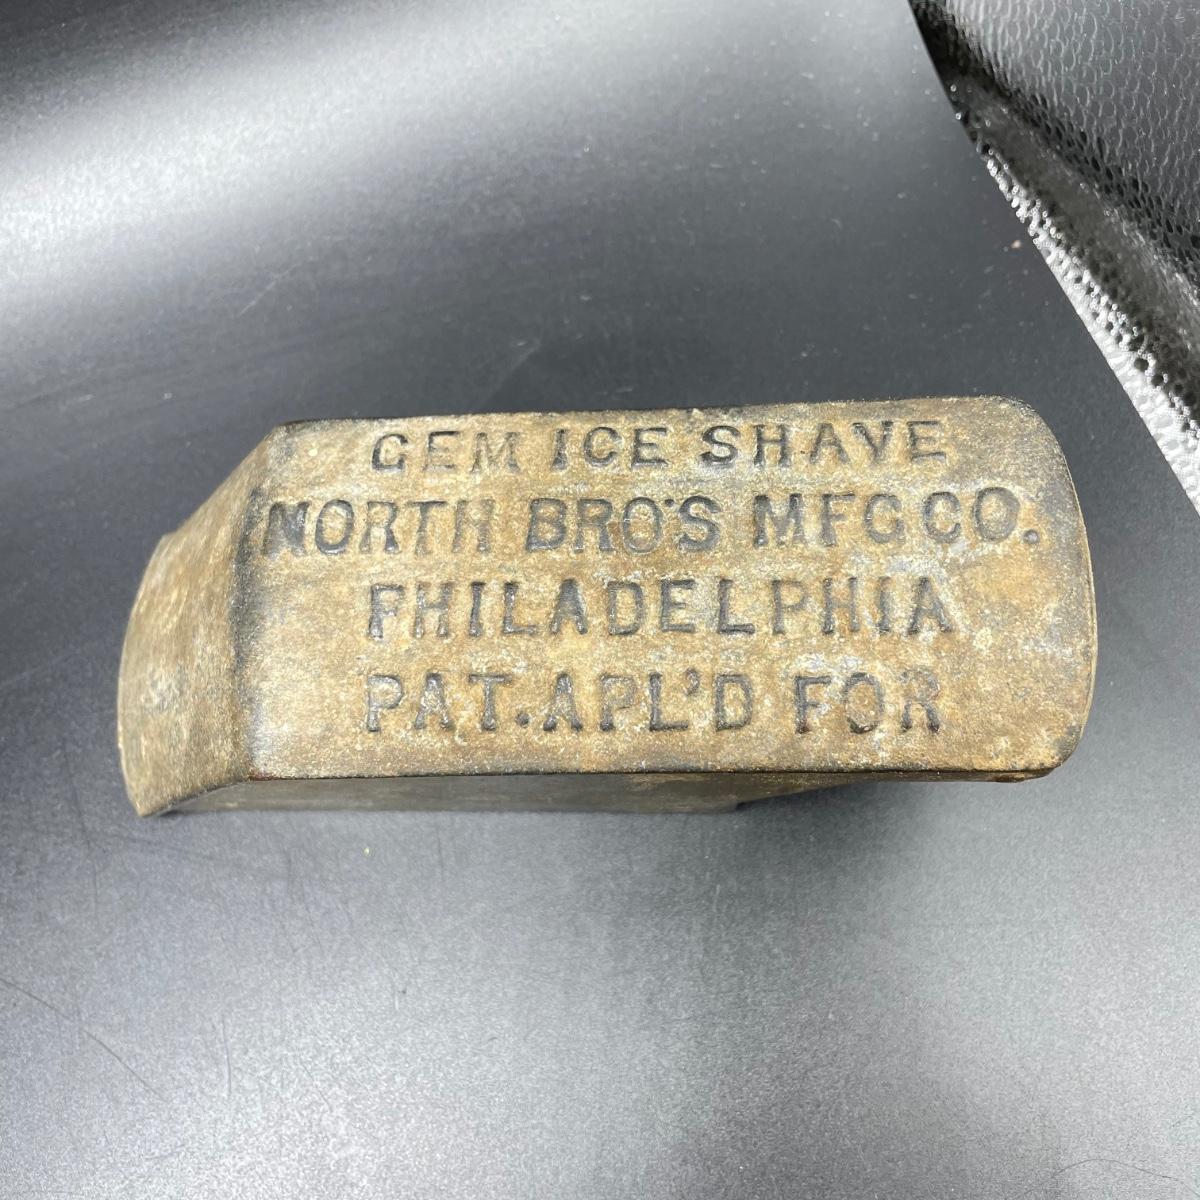 GEM ICE SHAVE
NORTH BRO'S MFG CO.
PHILADELPHIA
PAT. APL'D FOR